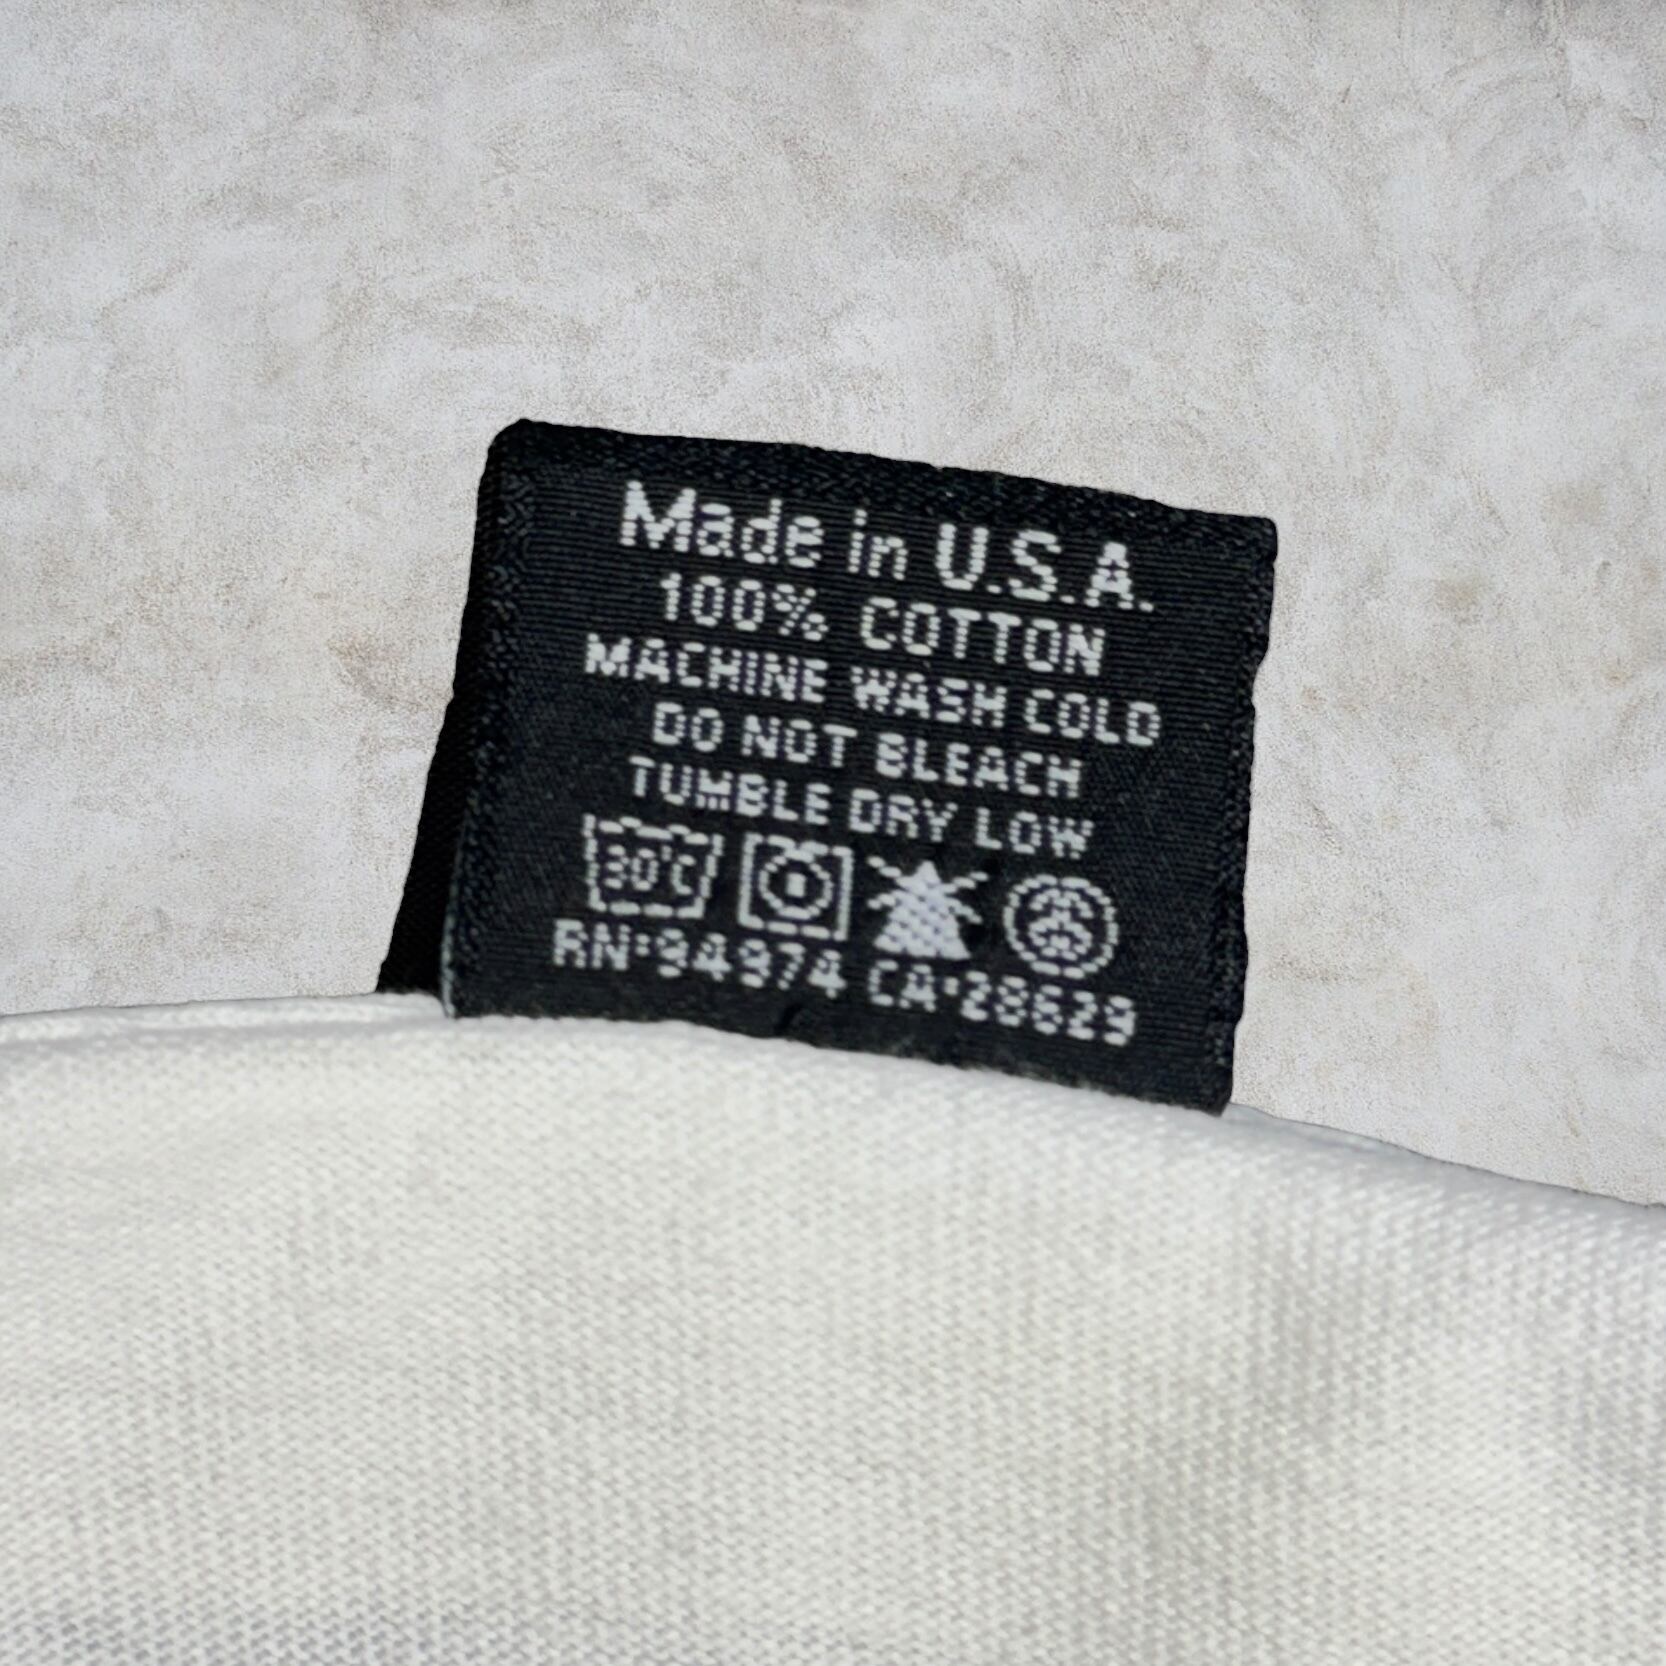 Made in U.S.A.
100% COTTON
MACHINE WASH COLD
DO NOT BLEACH
TUMBLE DRY LOW
30°C
RN:94974 CA:28629